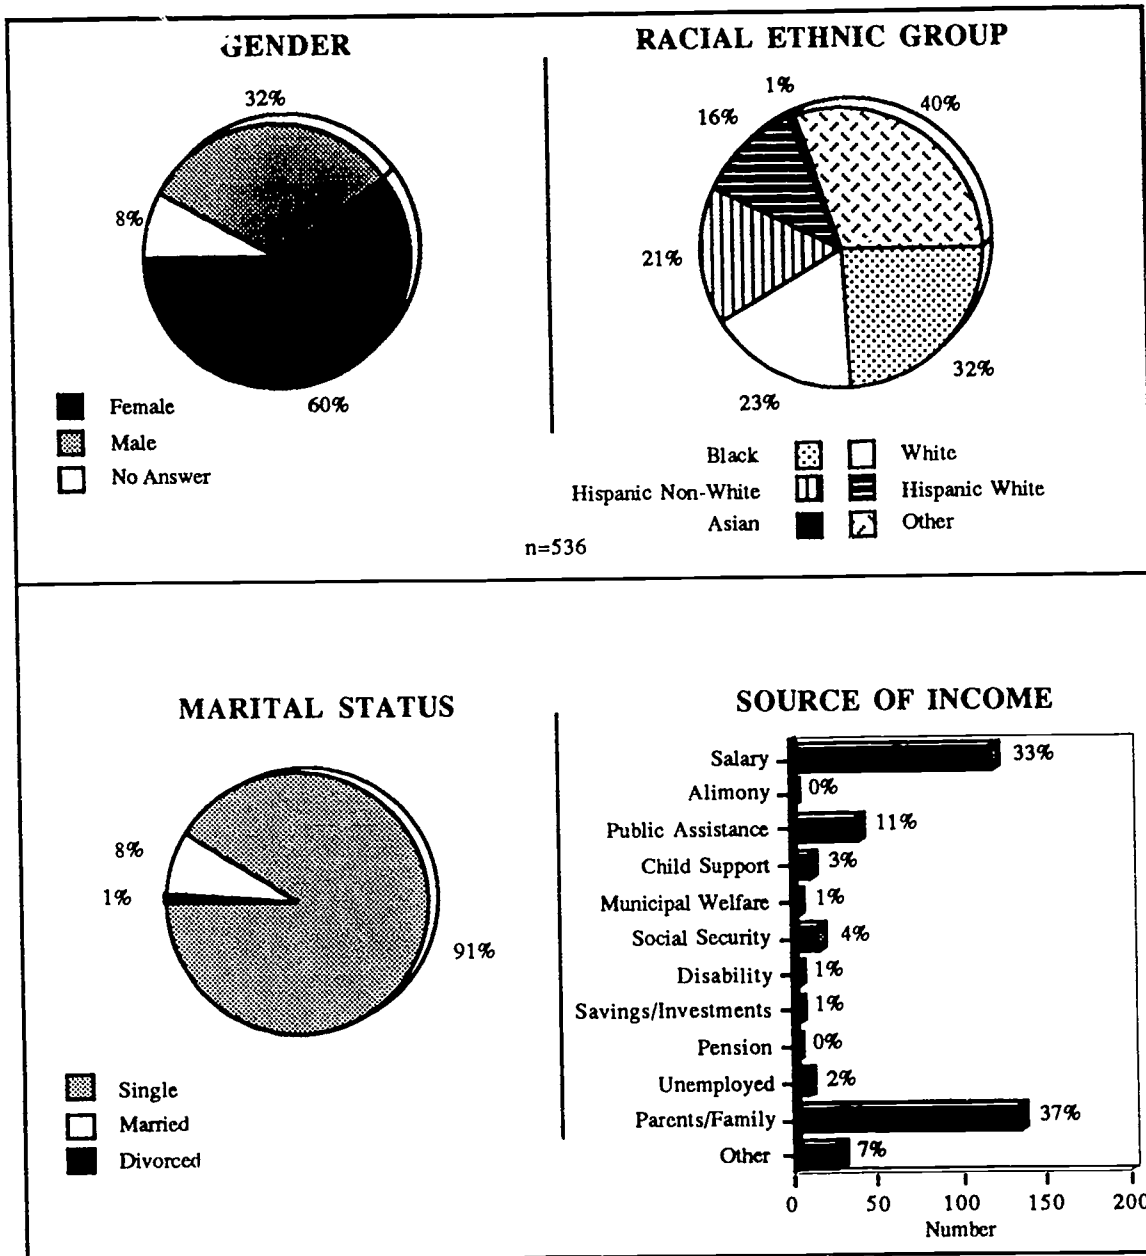 GENDER
32%
8%
60%
Female
Male
No Answer
RACIAL ETHNIC GROUP
1%
40%
16%
21%
32%
23%
Black White
Hispanic Non-White Hispanic White
Asian Other
n=536
MARITAL STATUS
8%
1%
91%
Single
Married
Divorced
SOURCE OF INCOME
Salary 33%
Alimony 0%
Public Assistance 11%
Child Support 3%
Municipal Welfare 1%
Social Security 4%
Disability 1%
Savings/Investments 1%
Pension 0%
Unemployed 2%
Parents/Family 37%
Other 7%
0 50 100 150 200
Number